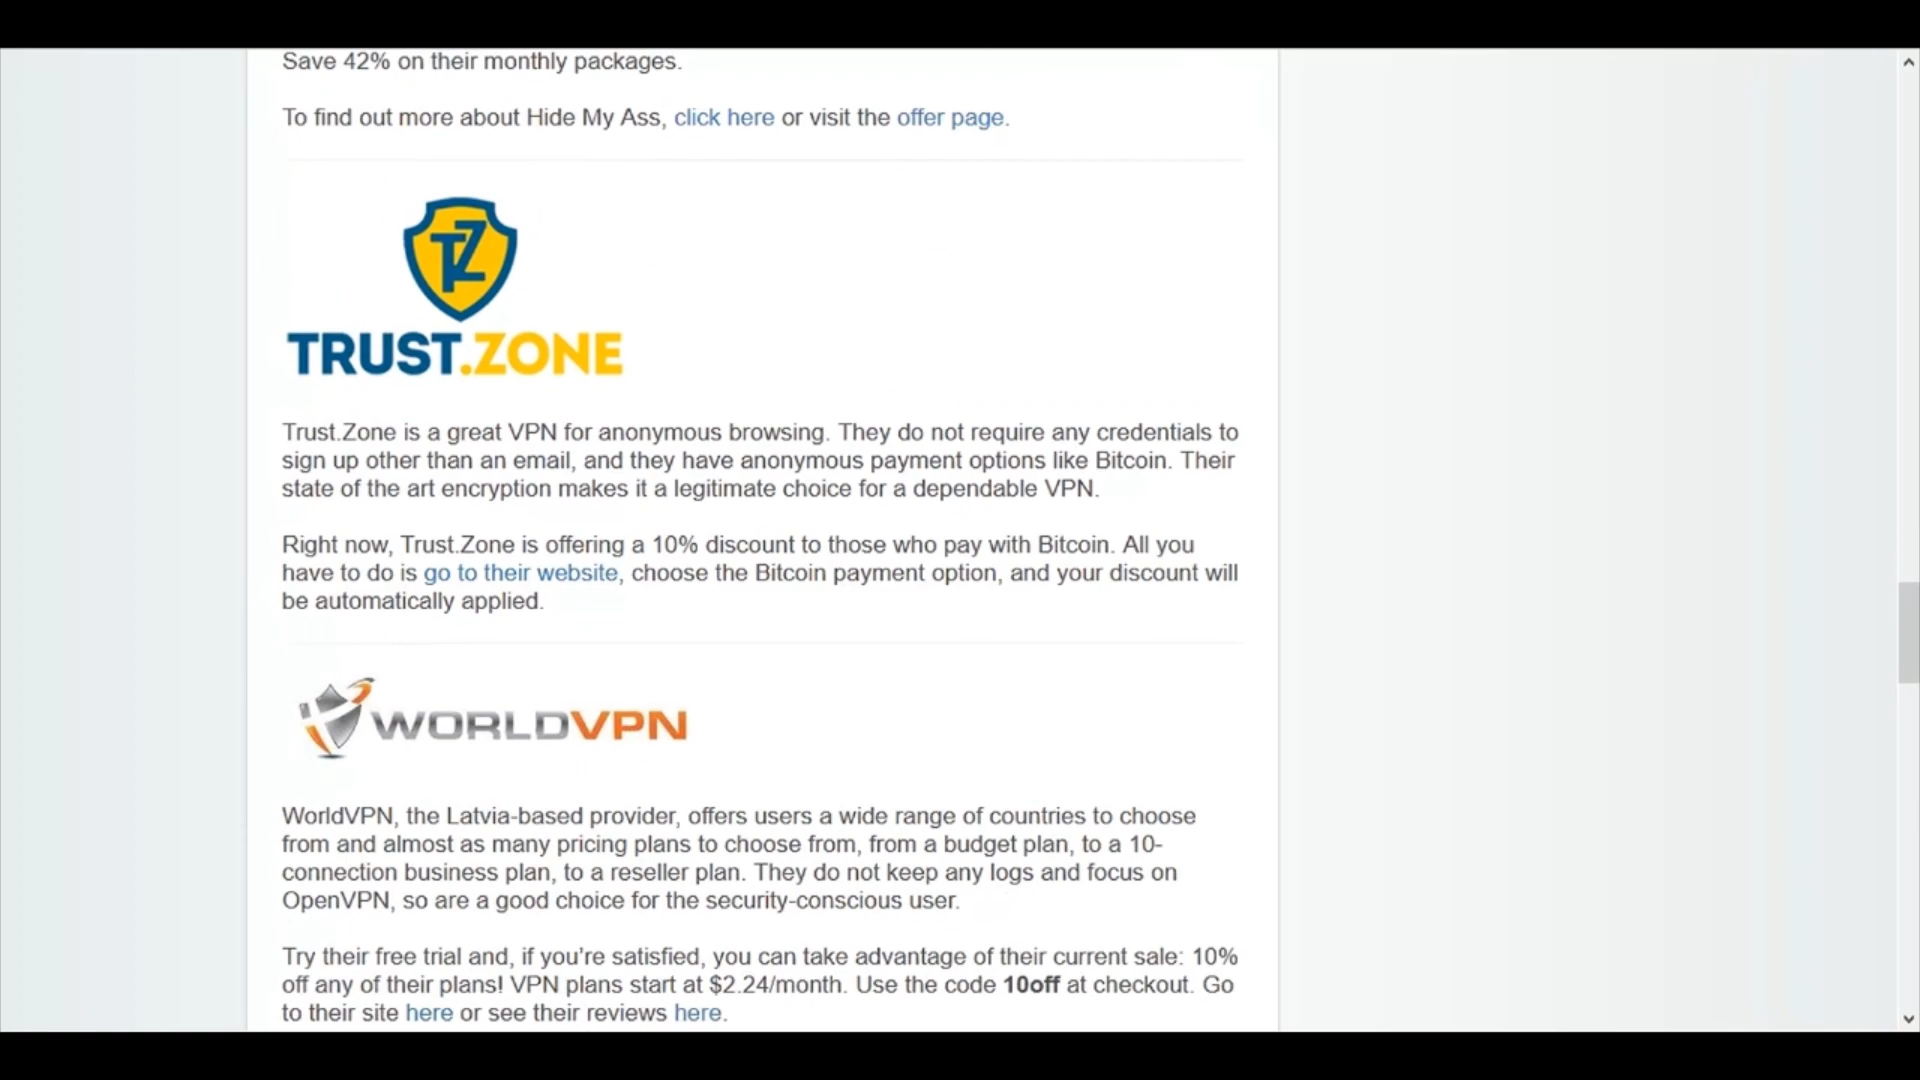 Save 42% on their monthly packages.
To find out more about Hide My Ass, click here or visit the offer page.
TZ
TRUST.ZONE
Trust.Zone is a great VPN for anonymous browsing. They do not require any credentials to
sign up other than an email, and they have anonymous payment options like Bitcoin. Their
state of the art encryption makes it a legitimate choice for a dependable VPN.
Right now, Trust.Zone is offering a 10% discount to those who pay with Bitcoin. All you
have to do is go to their website, choose the Bitcoin payment option, and your discount will
be automatically applied.
WORLDVPN
WorldVPN, the Latvia-based provider, offers users a wide range of countries to choose
from and almost as many pricing plans to choose from, from a budget plan, to a 10-
connection business plan, to a reseller plan. They do not keep any logs and focus on
OpenVPN, so are a good choice for the security-conscious user.
Try their free trial and, if you're satisfied, you can take advantage of their current sale: 10%
off any of their plans! VPN plans start at $2.24/month. Use the code 10off at checkout. Go
to their site here or see their reviews here.